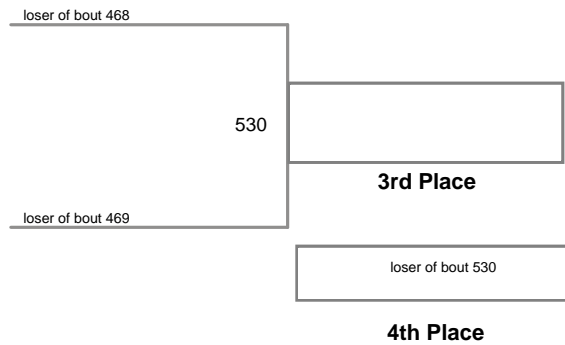 loser of bout 468
530
3rd Place
loser of bout 469
loser of bout 530
4th Place